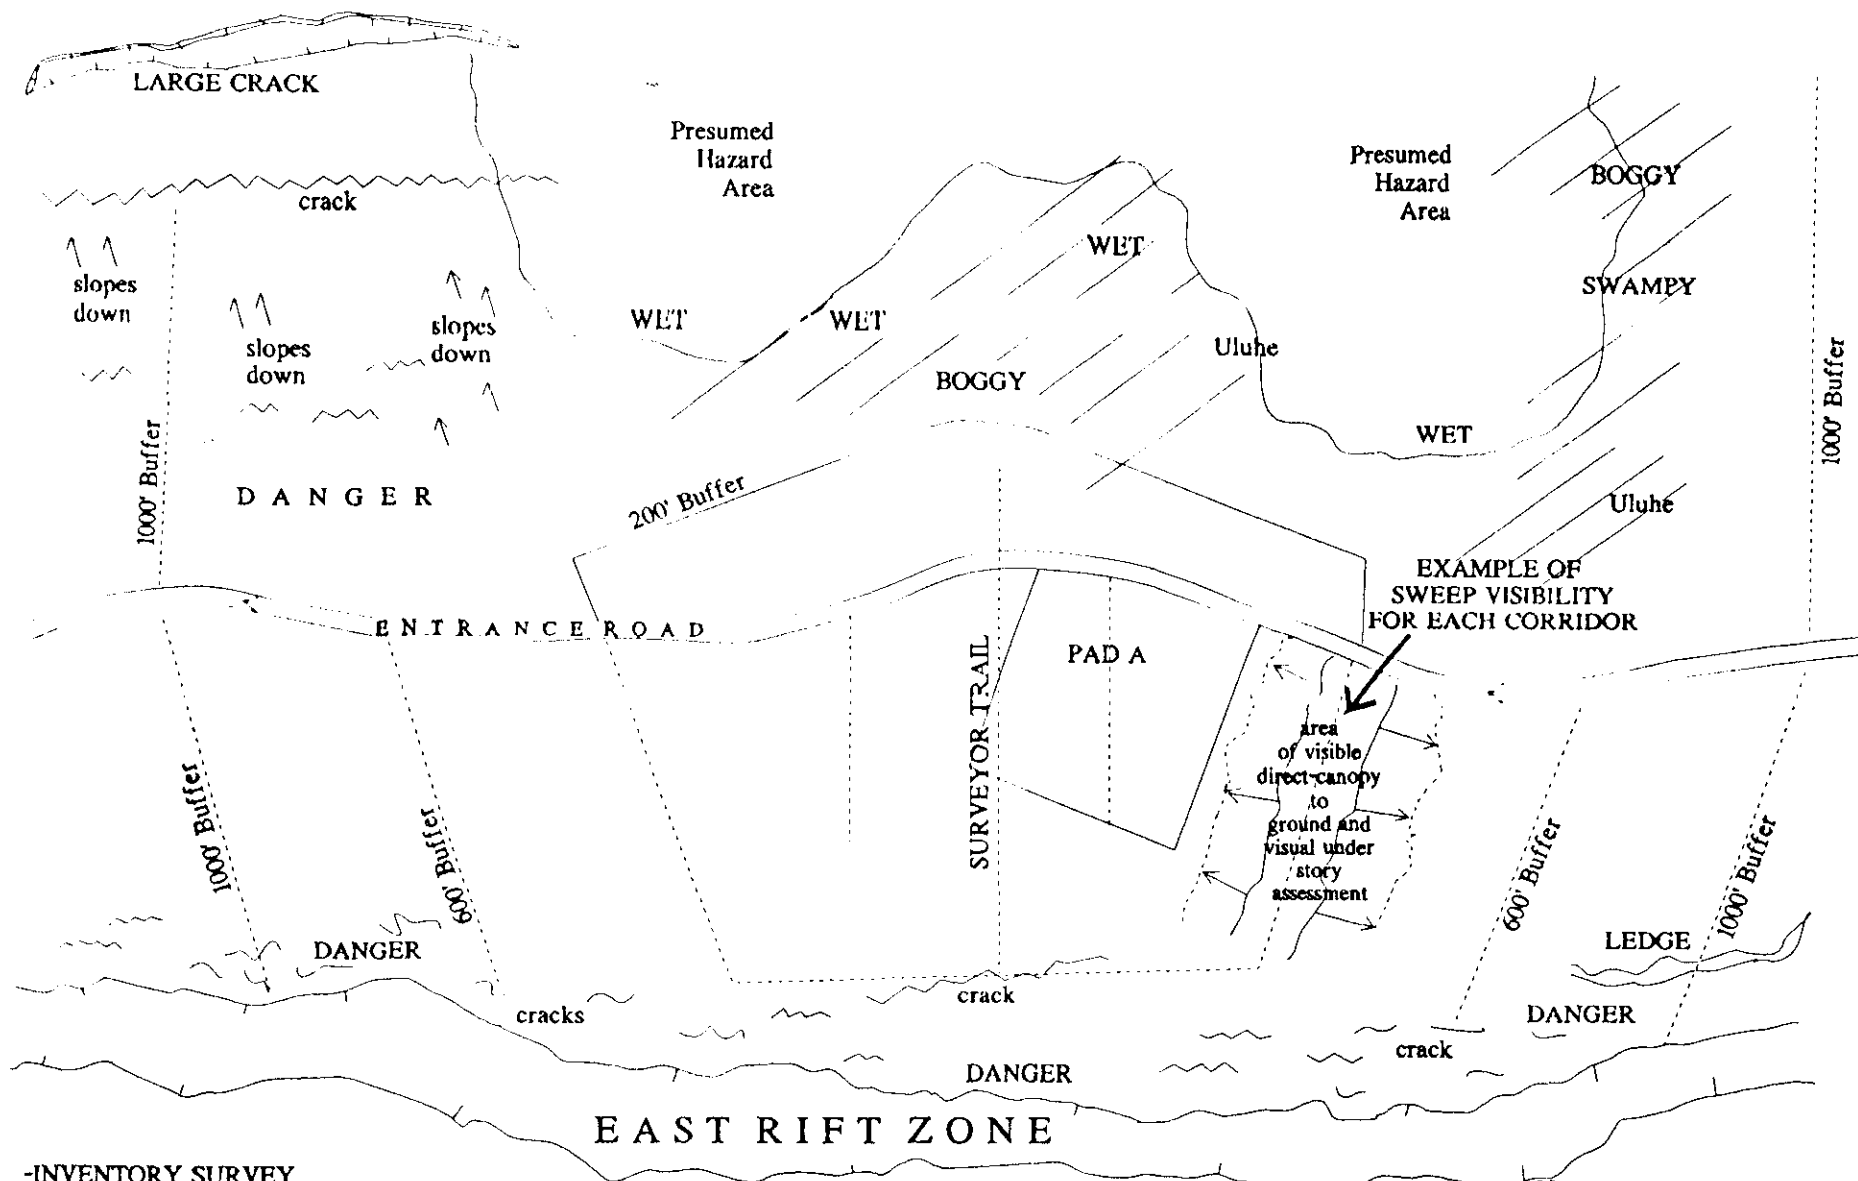 LARGE CRACK
Presumed
Hazard
Area
Presumed
Hazard
Area
BOGGY
crack
WET
slopes
down
SWAMPY
WET
WET
slopes
down
slopes
down
Uluhe
BOGGY
1000' Buffer
WET
1000' Buffer
DANGER
200' Buffer
Uluhe
EXAMPLE OF
SWEEP VISIBILITY
FOR EACH CORRIDOR
ENTRANCE ROAD
PAD A
SURVEYOR TRAIL
area
of visible
direct-canopy
to
ground and
visual under
story
assessment
1000' Buffer
600' Buffer
600' Buffer
1000' Buffer
DANGER
LEDGE
crack
cracks
DANGER
crack
DANGER
EAST RIFT ZONE
-INVENTORY SURVEY